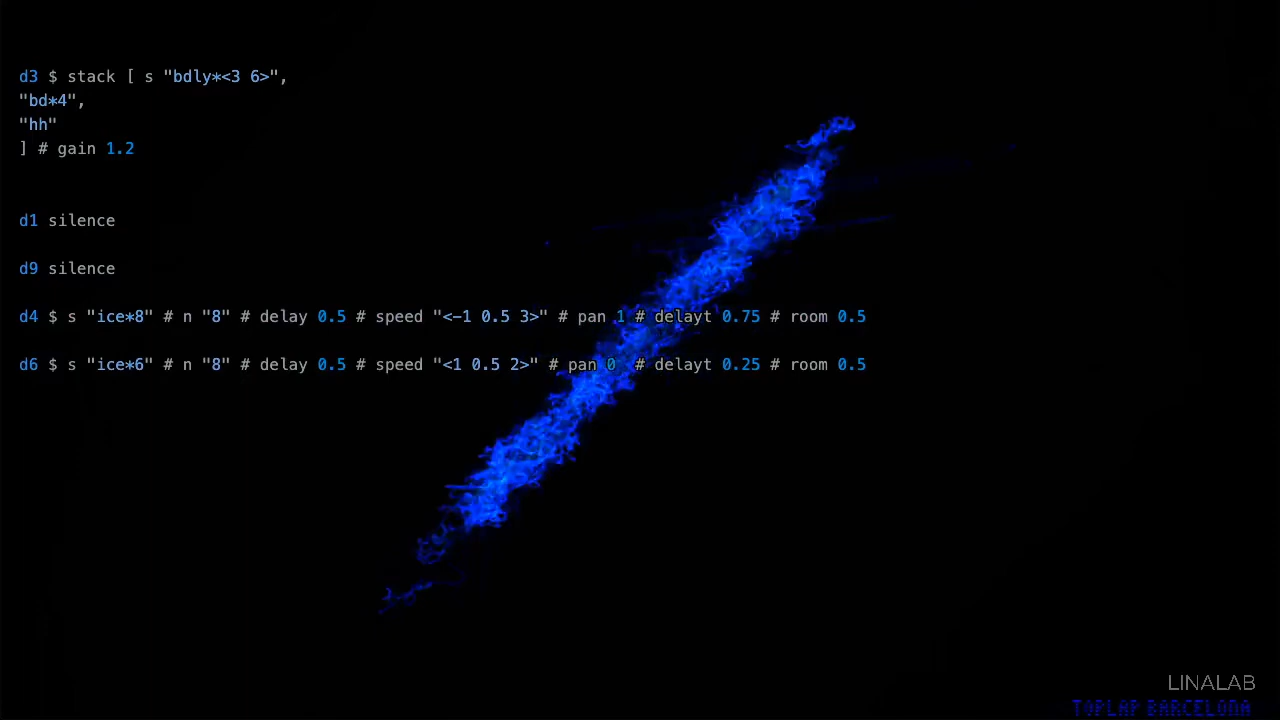 d3 $ stack [ s "bdly*<3 6>",
"bd*4",
"hh"
] # gain 1.2
d1 silence
d9 silence
d4 $ s "ice*8" # n "8" # delay 0.5 # speed "<-1 0.5 3>" # pan 1 # delayt 0.75 # room 0.5
d6 $ s "ice*6" # n "8" # delay 0.5 # speed "<1 0.5 2>" # pan 0 # delayt 0.25 # room 0.5
LINALAB
TOPLAP BARCELONA